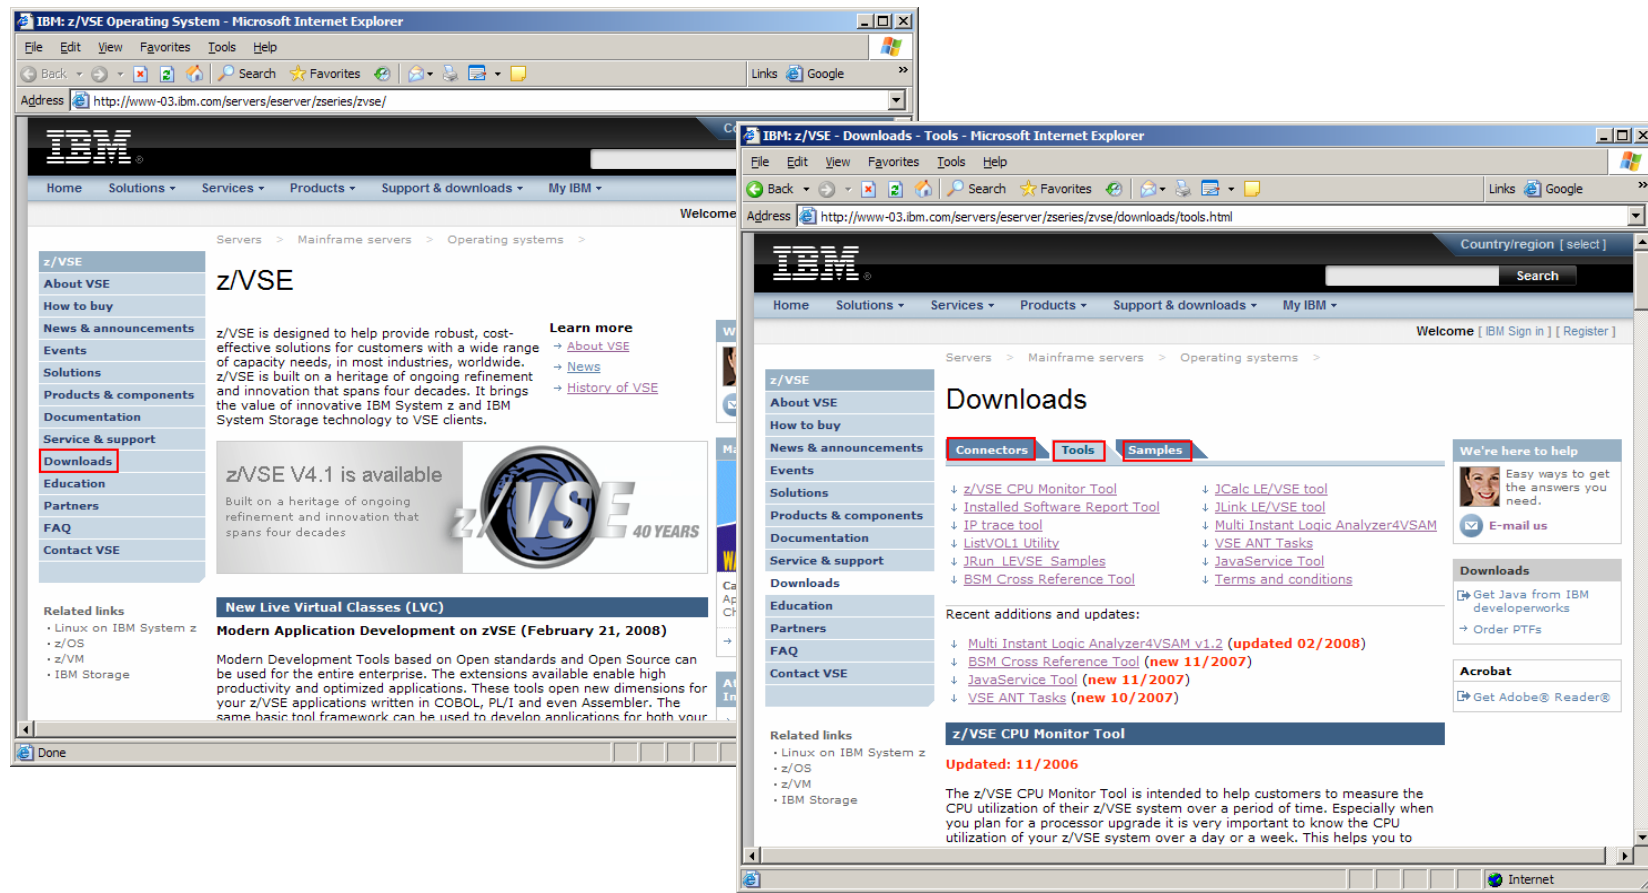 IBM: z/VSE Operating System - Microsoft Internet Explorer
File Edit View Favorites Tools Help
Back Search Favorites Links Google
Address http://www-03.ibm.com/servers/eserver/zseries/zvse/
IBM ®
Home Solutions Services Products Support & downloads My IBM
Welcome
Servers > Mainframe servers > Operating systems >
z/VSE
About VSE
How to buy
News & announcements
Events
Solutions
Products & components
Documentation
Service & support
Downloads
Education
Partners
FAQ
Contact VSE
Related links
· Linux on IBM System z
· z/OS
· z/VM
· IBM Storage
z/VSE
z/VSE is designed to help provide robust, cost-
effective solutions for customers with a wide range
of capacity needs, in most industries, worldwide.
z/VSE is built on a heritage of ongoing refinement
and innovation that spans four decades. It brings
the value of innovative IBM System z and IBM
System Storage technology to VSE clients.
Learn more
→ About VSE
→ News
→ History of VSE
z/VSE V4.1 is available
Built on a heritage of ongoing
refinement and innovation that
spans four decades
z/VSE
40 YEARS
New Live Virtual Classes (LVC)
Modern Application Development on zVSE (February 21, 2008)
Modern Development Tools based on Open standards and Open Source can
be used for the entire enterprise. The extensions available enable high
productivity and optimized applications. These tools open new dimensions for
your z/VSE applications written in COBOL, PL/I and even Assembler. The
same basic tool framework can be used to develop applications for both your
Done
IBM: z/VSE - Downloads - Tools - Microsoft Internet Explorer
File Edit View Favorites Tools Help
Back Search Favorites Links Google
Address http://www-03.ibm.com/servers/eserver/zseries/zvse/downloads/tools.html
Country/region [ select ]
IBM ®
Search
Home Solutions Services Products Support & downloads My IBM
Welcome [ IBM Sign in ] [ Register ]
Servers > Mainframe servers > Operating systems >
z/VSE
About VSE
How to buy
News & announcements
Events
Solutions
Products & components
Documentation
Service & support
Downloads
Education
Partners
FAQ
Contact VSE
Related links
· Linux on IBM System z
· z/OS
· z/VM
· IBM Storage
Downloads
Connectors Tools Samples
↓ z/VSE CPU Monitor Tool
↓ Installed Software Report Tool
↓ IP trace tool
↓ ListVOL1 Utility
↓ JRun LEVSE Samples
↓ BSM Cross Reference Tool
↓ JCalc LE/VSE tool
↓ JLink LE/VSE tool
↓ Multi Instant Logic Analyzer4VSAM
↓ VSE ANT Tasks
↓ JavaService Tool
↓ Terms and conditions
Recent additions and updates:
↓ Multi Instant Logic Analyzer4VSAM v1.2 (updated 02/2008)
↓ BSM Cross Reference Tool (new 11/2007)
↓ JavaService Tool (new 11/2007)
↓ VSE ANT Tasks (new 10/2007)
z/VSE CPU Monitor Tool
Updated: 11/2006
The z/VSE CPU Monitor Tool is intended to help customers to measure the
CPU utilization of their z/VSE system over a period of time. Especially when
you plan for a processor upgrade it is very important to know the CPU
utilization of your z/VSE system over a day or a week. This helps you to
We're here to help
Easy ways to get
the answers you
need.
E-mail us
Downloads
Get Java from IBM
developerworks
→ Order PTFs
Acrobat
Get Adobe® Reader®
Internet